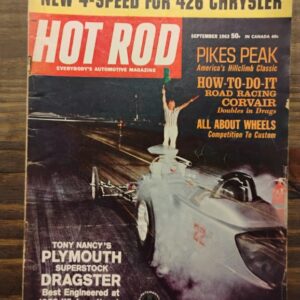 NEW 4-SPEED FOR 426 CHRYSLER
HOT ROD
EVERYBODY'S AUTOMOTIVE MAGAZINE
SEPTEMBER 1963 50¢ IN CANADA
PIKES PEAK
America's Hillclimb Classic
HOW-TO-DO-IT
ROAD RACING
CORVAIR
Doubles in Drags
ALL ABOUT WHEELS
Competition To Custom
22
TONY NANCY'S
PLYMOUTH
SUPERSTOCK
DRAGSTER
Best Engineered at